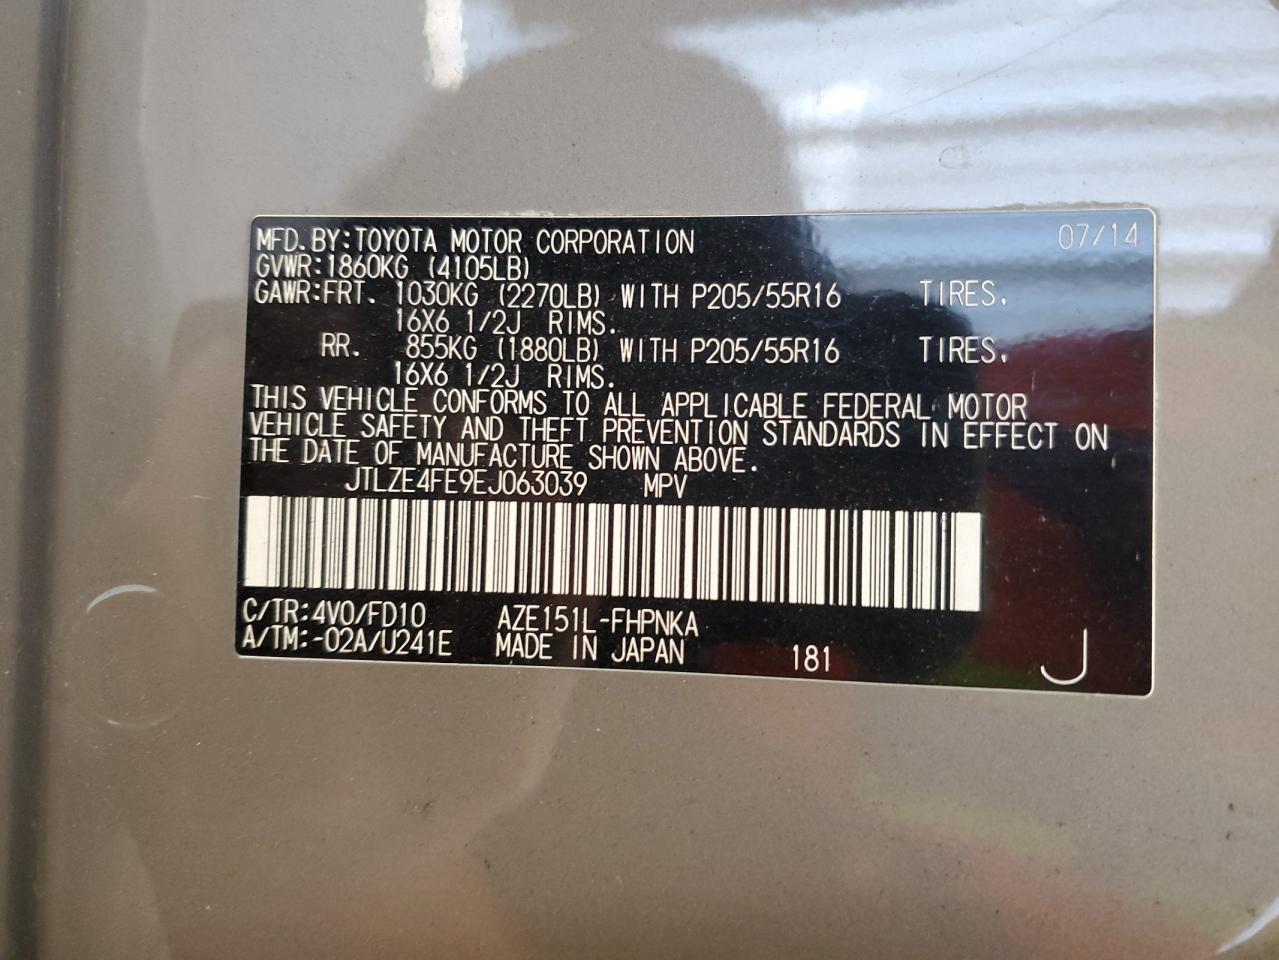 MFD. BY: TOYOTA MOTOR CORPORATION 07/14
GVWR: 1860KG (4105LB)
GAWR: FRT. 1030KG (2270LB) WITH P205/55R16 TIRES,
16X6 1/2J RIMS.
RR. 855KG (1880LB) WITH P205/55R16 TIRES,
16X6 1/2J RIMS.
THIS VEHICLE CONFORMS TO ALL APPLICABLE FEDERAL MOTOR
VEHICLE SAFETY AND THEFT PREVENTION STANDARDS IN EFFECT ON
THE DATE OF MANUFACTURE SHOWN ABOVE.
JTLZE4FE9EJ063039 MPV
C/TR: 4V0/FD10 AZE151L-FHPNKA
A/TM: -02A/U241E MADE IN JAPAN 181 J